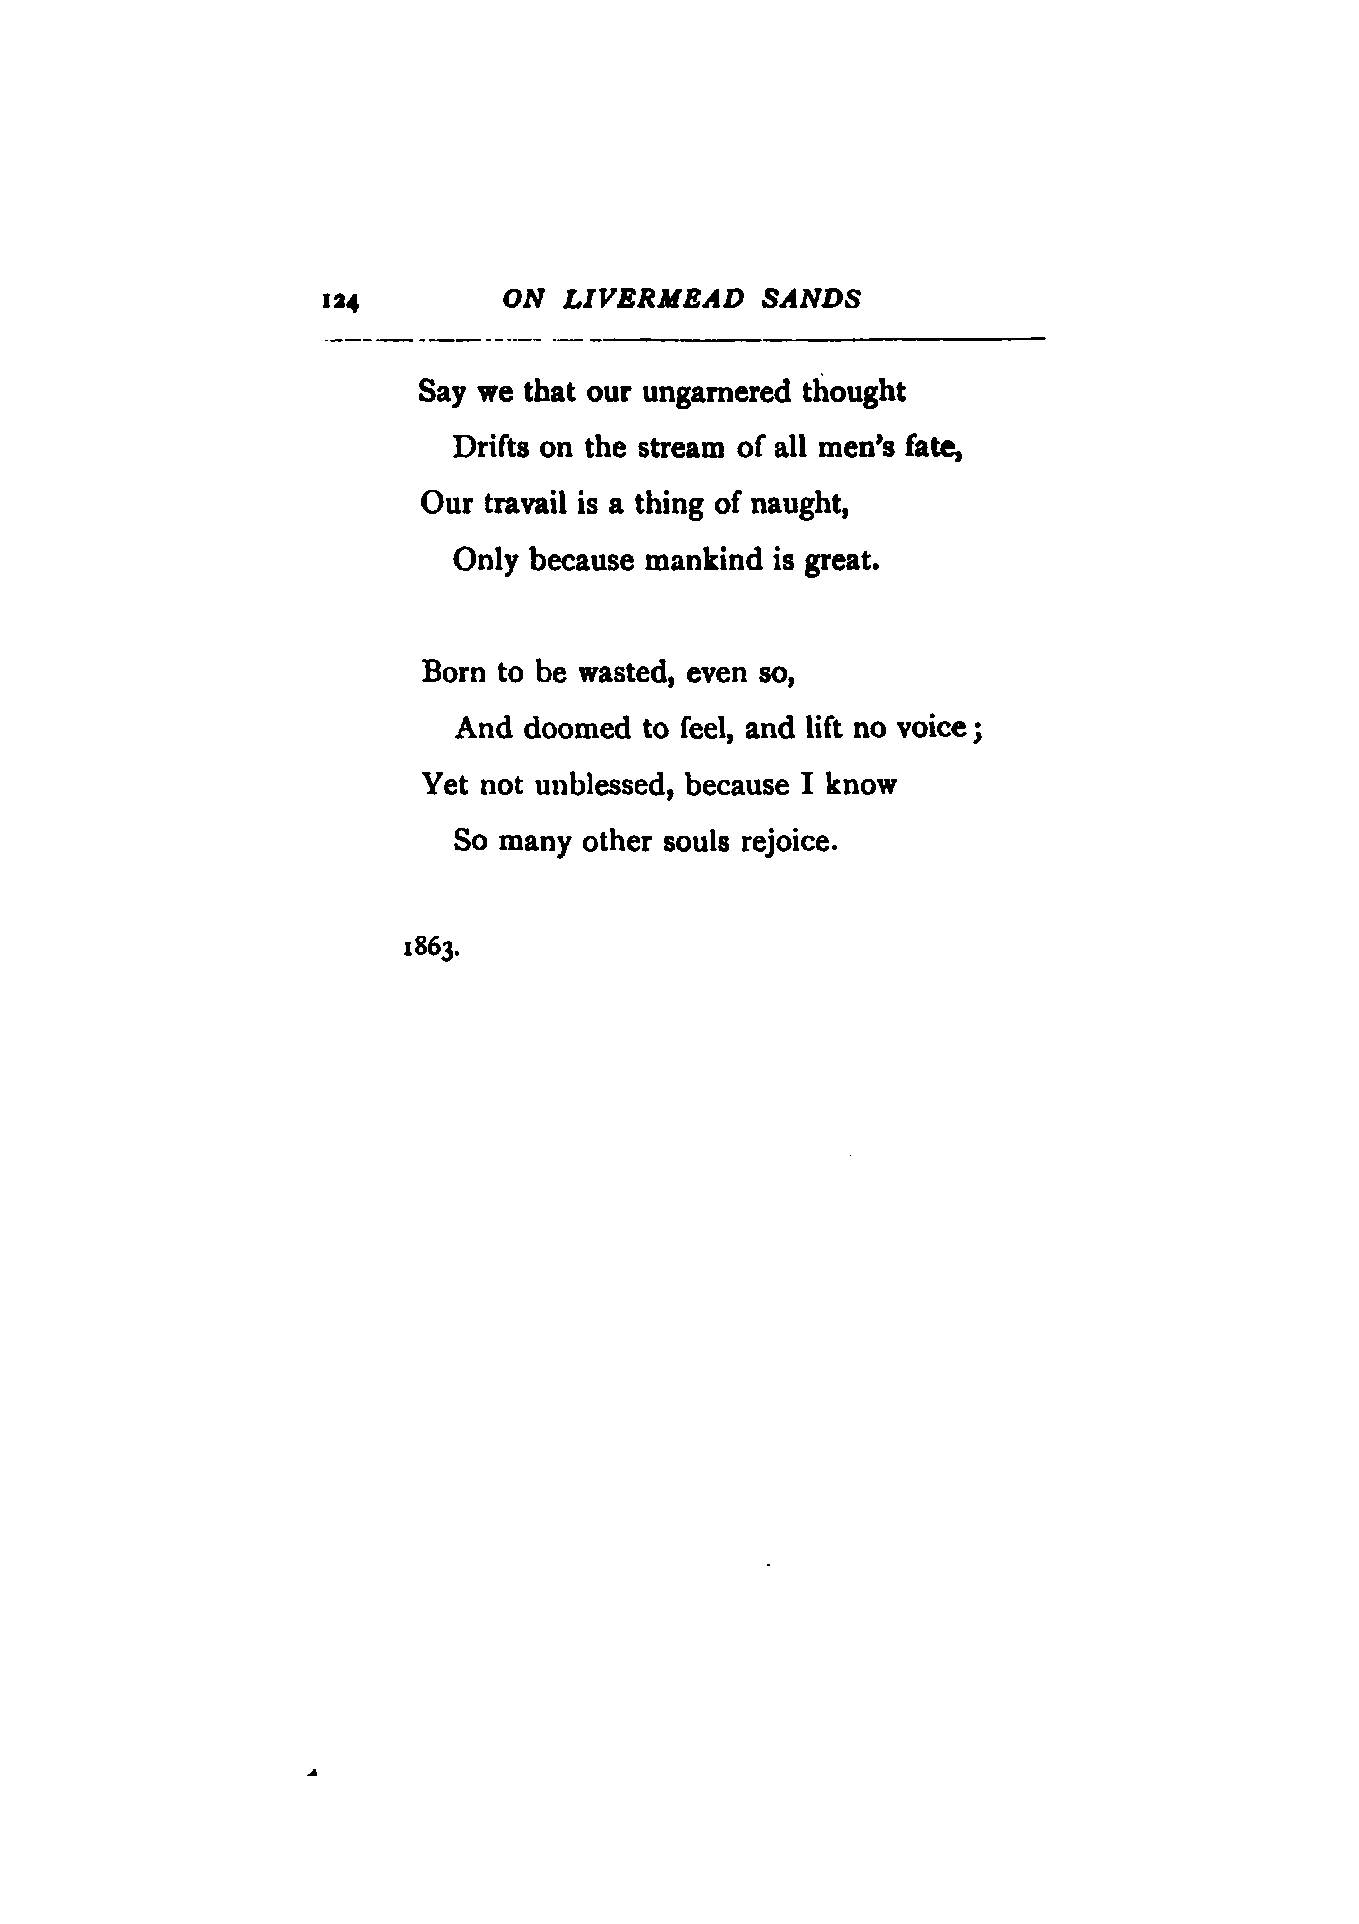 124 ON LIVERMEAD SANDS
Say we that our ungarnered thought
Drifts on the stream of all men's fate,
Our travail is a thing of naught,
Only because mankind is great.
Born to be wasted, even so,
And doomed to feel, and lift no voice;
Yet not unblessed, because I know
So many other souls rejoice.
1863.